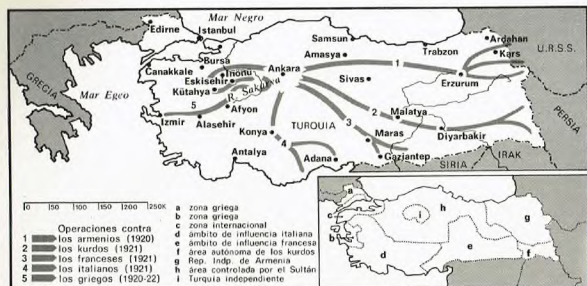 Mar Negro
Edirne
Istanbul
Samsun
Ardahan
U.R.S.S.
Amasya
Trabzon
Kars
Bursa
Canakkale
Inonu
Ankara
1
GRECIA
Eskisehir
Sivas
Erzurum
Kütahya
R. Sakarya
Mar Egeo
5
Afyon
2
Malatya
PERSIA
Izmir
Alasehir
TURQUIA
3
Diyarbakir
Konya
4
Maras
Antalya
Adana
Gaziantep
SIRIA
IRAK
0 50 100 150 200 250K
Operaciones contra
1 los armenios (1920)
2 los kurdos (1921)
3 los franceses (1921)
4 los italianos (1921)
5 los griegos (1920-22)
a zona griega
b zona griega
c zona internacional
d ámbito de influencia italiana
e ámbito de influencia francesa
f área autónoma de los kurdos
g Rep. Indp. de Armenia
h área controlada por el Sultán
i Turquía independiente
a
h
c
i
g
b
d
e
f